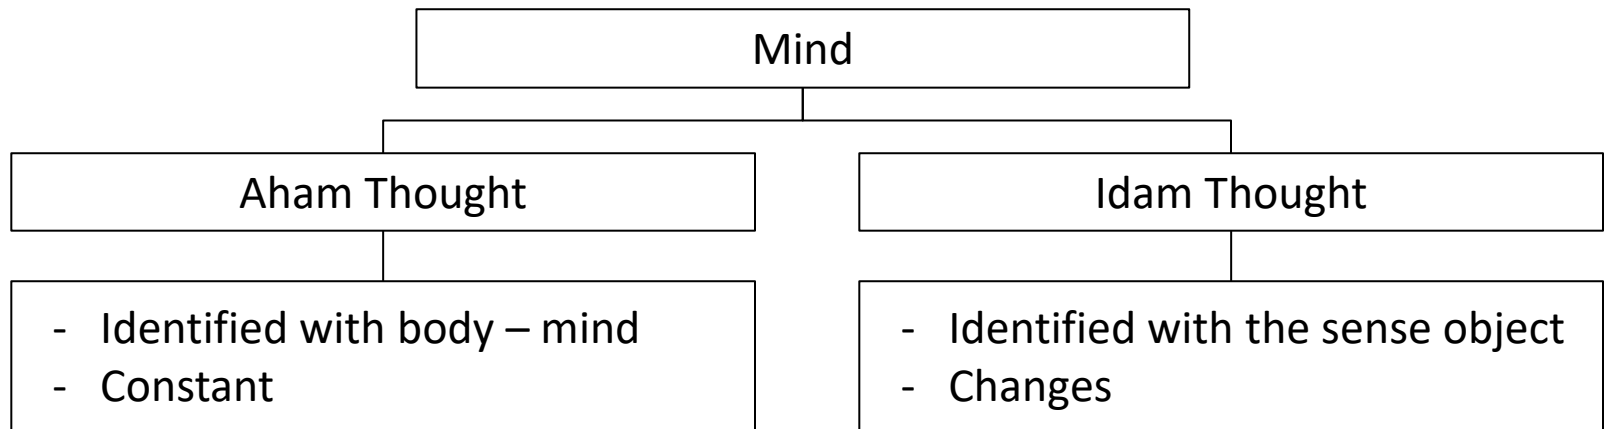 Mind
Aham Thought
Idam Thought
- Identified with body – mind
- Constant
- Identified with the sense object
- Changes